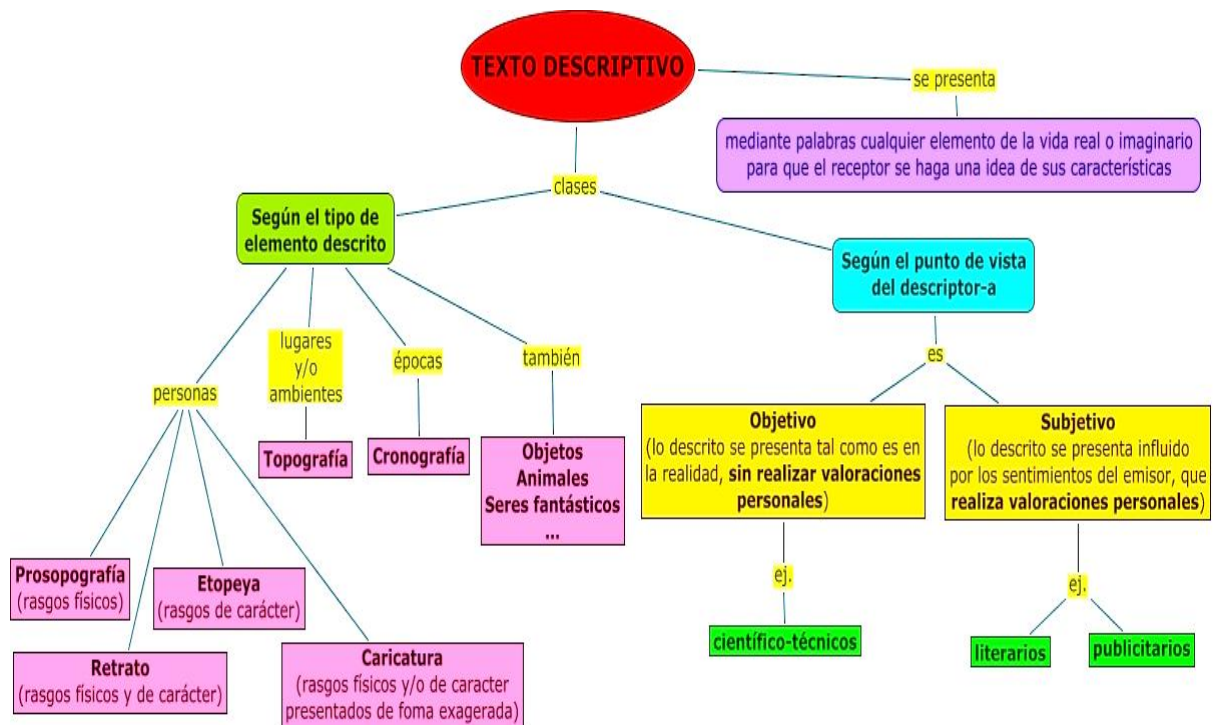 TEXTO DESCRIPTIVO
se presenta
mediante palabras cualquier elemento de la vida real o imaginario
para que el receptor se haga una idea de sus características
clases
Según el tipo de
elemento descrito
Según el punto de vista
del descriptor-a
lugares
y/o
ambientes
épocas
también
personas
es
Topografía
Cronografía
Objetos
Animales
Seres fantásticos
...
Objetivo
(lo descrito se presenta tal como es en
la realidad, sin realizar valoraciones
personales)
Subjetivo
(lo descrito se presenta influido
por los sentimientos del emisor, que
realiza valoraciones personales)
Prosopografía
(rasgos físicos)
Etopeya
(rasgos de carácter)
Retrato
(rasgos físicos y de carácter)
Caricatura
(rasgos físicos y/o de caracter
presentados de foma exagerada)
ej.
científico-técnicos
ej.
literarios
publicitarios